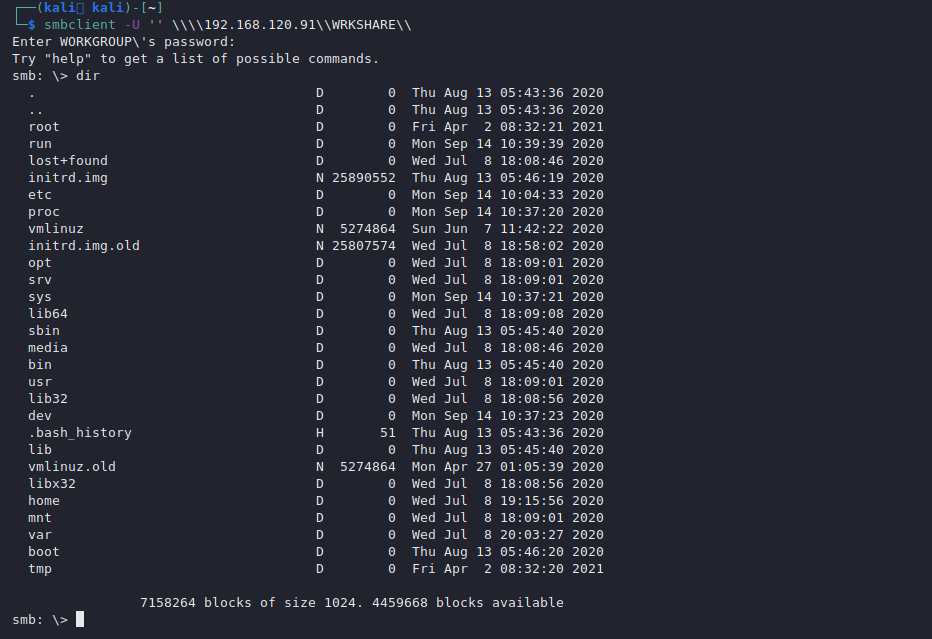 ┌──(kali㉿kali)-[~]
└─$ smbclient -U '' \\\\192.168.120.91\\WRKSHARE\\
Enter WORKGROUP\'s password:
Try "help" to get a list of possible commands.
smb: \> dir
  .                                   D        0  Thu Aug 13 05:43:36 2020
  ..                                  D        0  Thu Aug 13 05:43:36 2020
  root                                D        0  Fri Apr  2 08:32:21 2021
  run                                 D        0  Mon Sep 14 10:39:39 2020
  lost+found                          D        0  Wed Jul  8 18:08:46 2020
  initrd.img                          N 25890552  Thu Aug 13 05:46:19 2020
  etc                                 D        0  Mon Sep 14 10:04:33 2020
  proc                                D        0  Mon Sep 14 10:37:20 2020
  vmlinuz                             N  5274864  Sun Jun  7 11:42:22 2020
  initrd.img.old                      N 25807574  Wed Jul  8 18:58:02 2020
  opt                                 D        0  Wed Jul  8 18:09:01 2020
  srv                                 D        0  Wed Jul  8 18:09:01 2020
  sys                                 D        0  Mon Sep 14 10:37:21 2020
  lib64                               D        0  Wed Jul  8 18:09:08 2020
  sbin                                D        0  Thu Aug 13 05:45:40 2020
  media                               D        0  Wed Jul  8 18:08:46 2020
  bin                                 D        0  Thu Aug 13 05:45:40 2020
  usr                                 D        0  Wed Jul  8 18:09:01 2020
  lib32                               D        0  Wed Jul  8 18:08:56 2020
  dev                                 D        0  Mon Sep 14 10:37:23 2020
  .bash_history                       H       51  Thu Aug 13 05:43:36 2020
  lib                                 D        0  Thu Aug 13 05:45:40 2020
  vmlinuz.old                         N  5274864  Mon Apr 27 01:05:39 2020
  libx32                              D        0  Wed Jul  8 18:08:56 2020
  home                                D        0  Wed Jul  8 19:15:56 2020
  mnt                                 D        0  Wed Jul  8 18:09:01 2020
  var                                 D        0  Wed Jul  8 20:03:27 2020
  boot                                D        0  Thu Aug 13 05:46:20 2020
  tmp                                 D        0  Fri Apr  2 08:32:20 2021
                7158264 blocks of size 1024. 4459668 blocks available
smb: \>